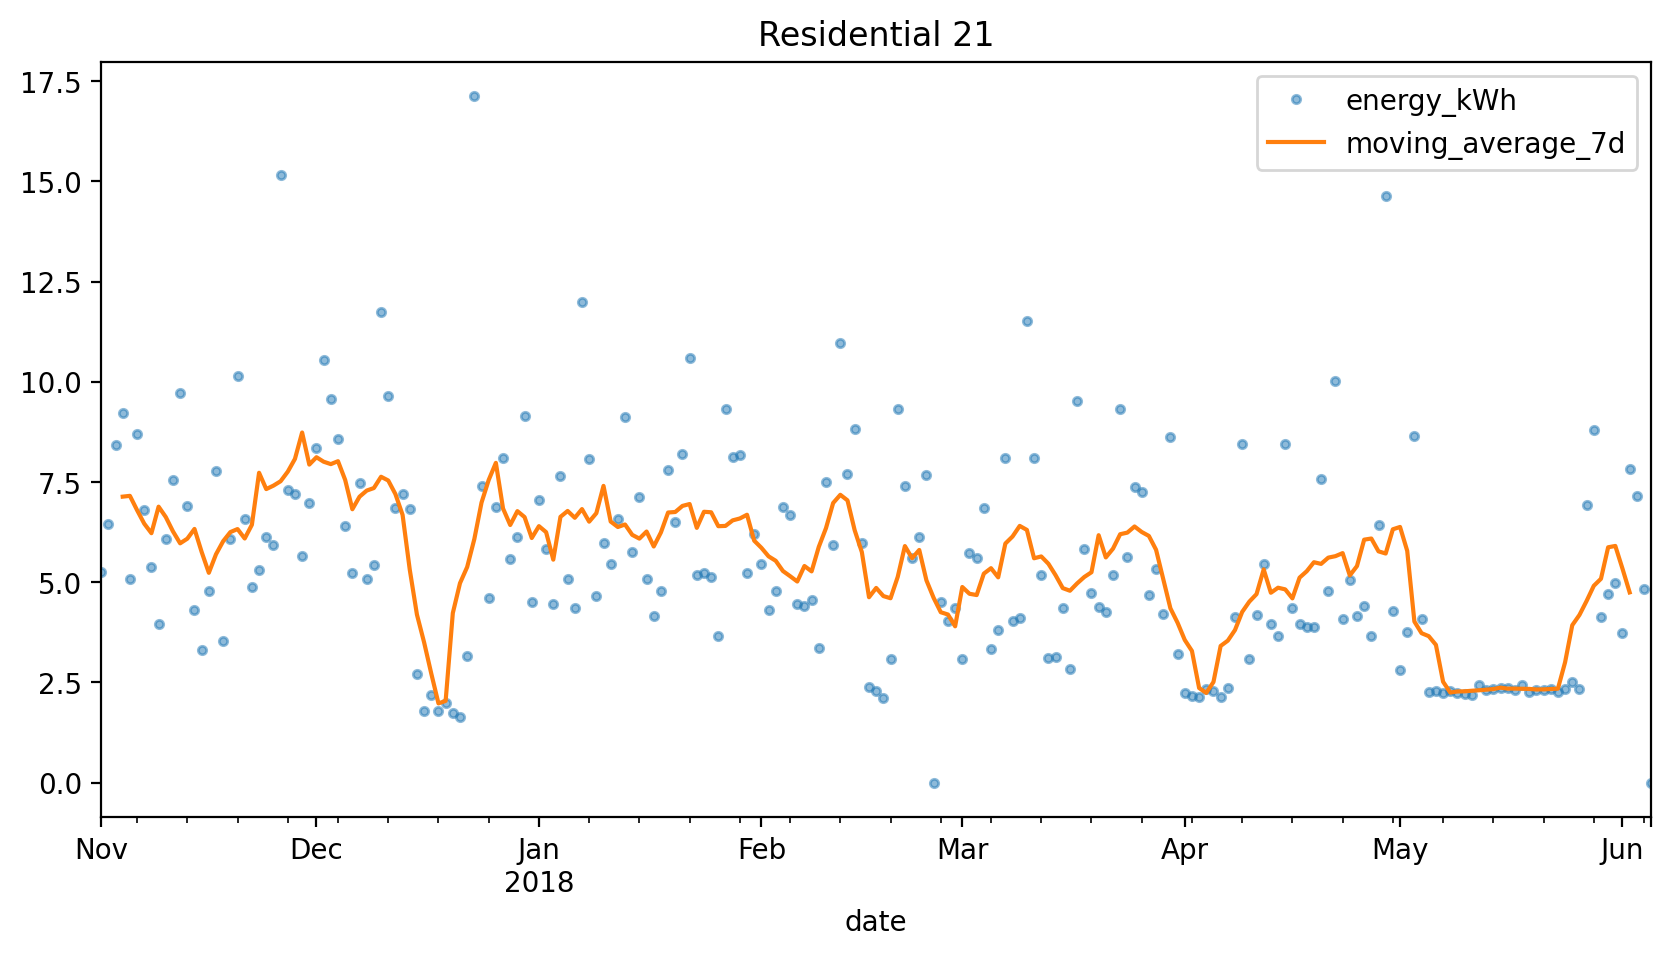 Residential 21
energy_kWh
moving_average_7d
17.5
15.0
12.5
10.0
7.5
5.0
2.5
0.0
Nov Dec Jan Feb Mar Apr May Jun
2018
date